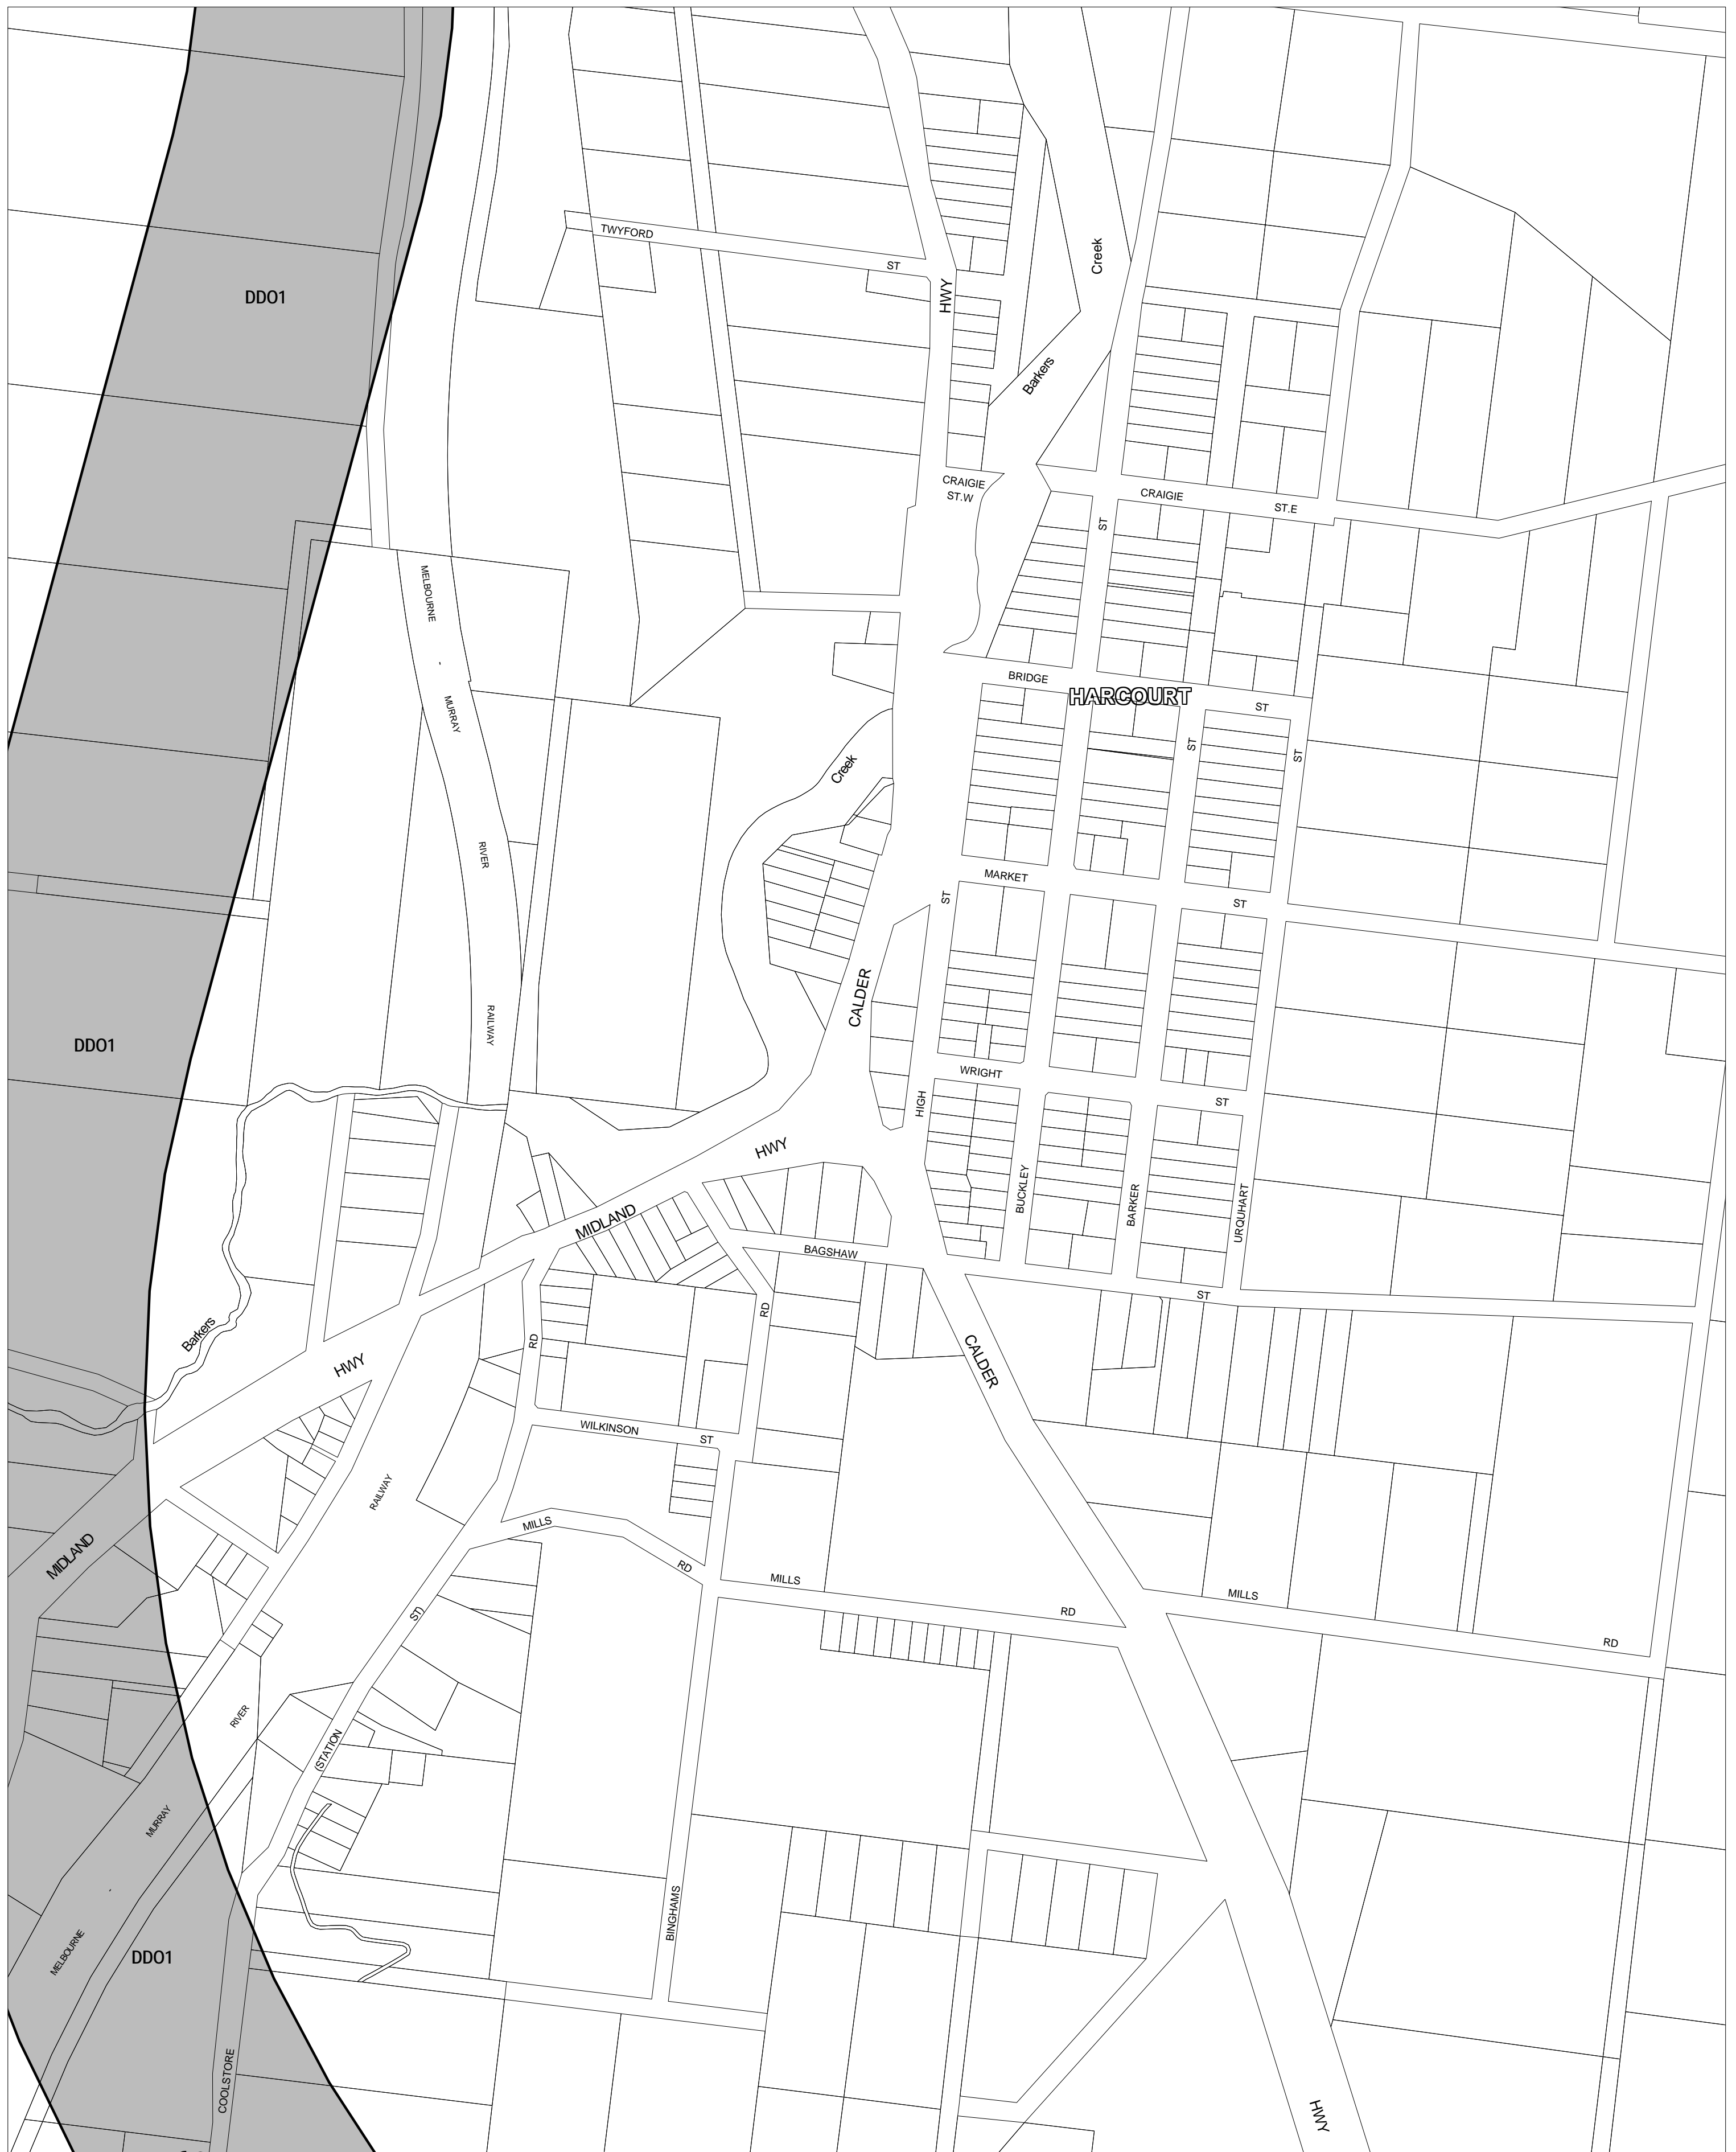 TWYFORD
ST
Creek
DDO1
HWY
Barkers
CRAIGIE
ST.W
CRAIGIE
ST.E
ST
MELBOURNE
-
MURRAY
RIVER
RAILWAY
BRIDGE
HARCOURT
ST
ST
ST
Creek
MARKET
ST
ST
CALDER
DDO1
WRIGHT
ST
HIGH
HWY
BUCKLEY
BARKER
URQUHART
MIDLAND
BAGSHAW
ST
RD
RD
Barkers
HWY
CALDER
WILKINSON
ST
RAILWAY
MILLS
RD
MIDLAND
MILLS
RD
MILLS
RD
ST)
RIVER
(STATION
MURRAY
-
MELBOURNE
DDO1
BINGHAMS
COOLSTORE
HWY